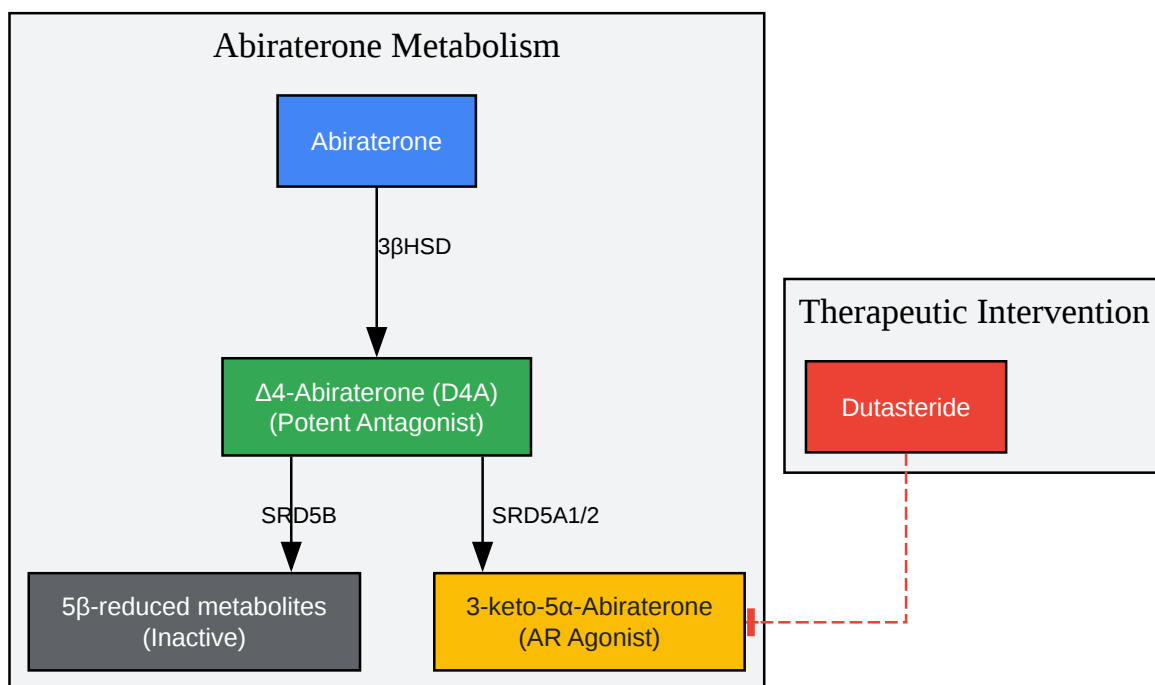 Abiraterone Metabolism
Abiraterone
3βHSD
Therapeutic Intervention
Δ4-Abiraterone (D4A)
(Potent Antagonist)
Dutasteride
SRD5B
SRD5A1/2
5β-reduced metabolites
(Inactive)
3-keto-5α-Abiraterone
(AR Agonist)